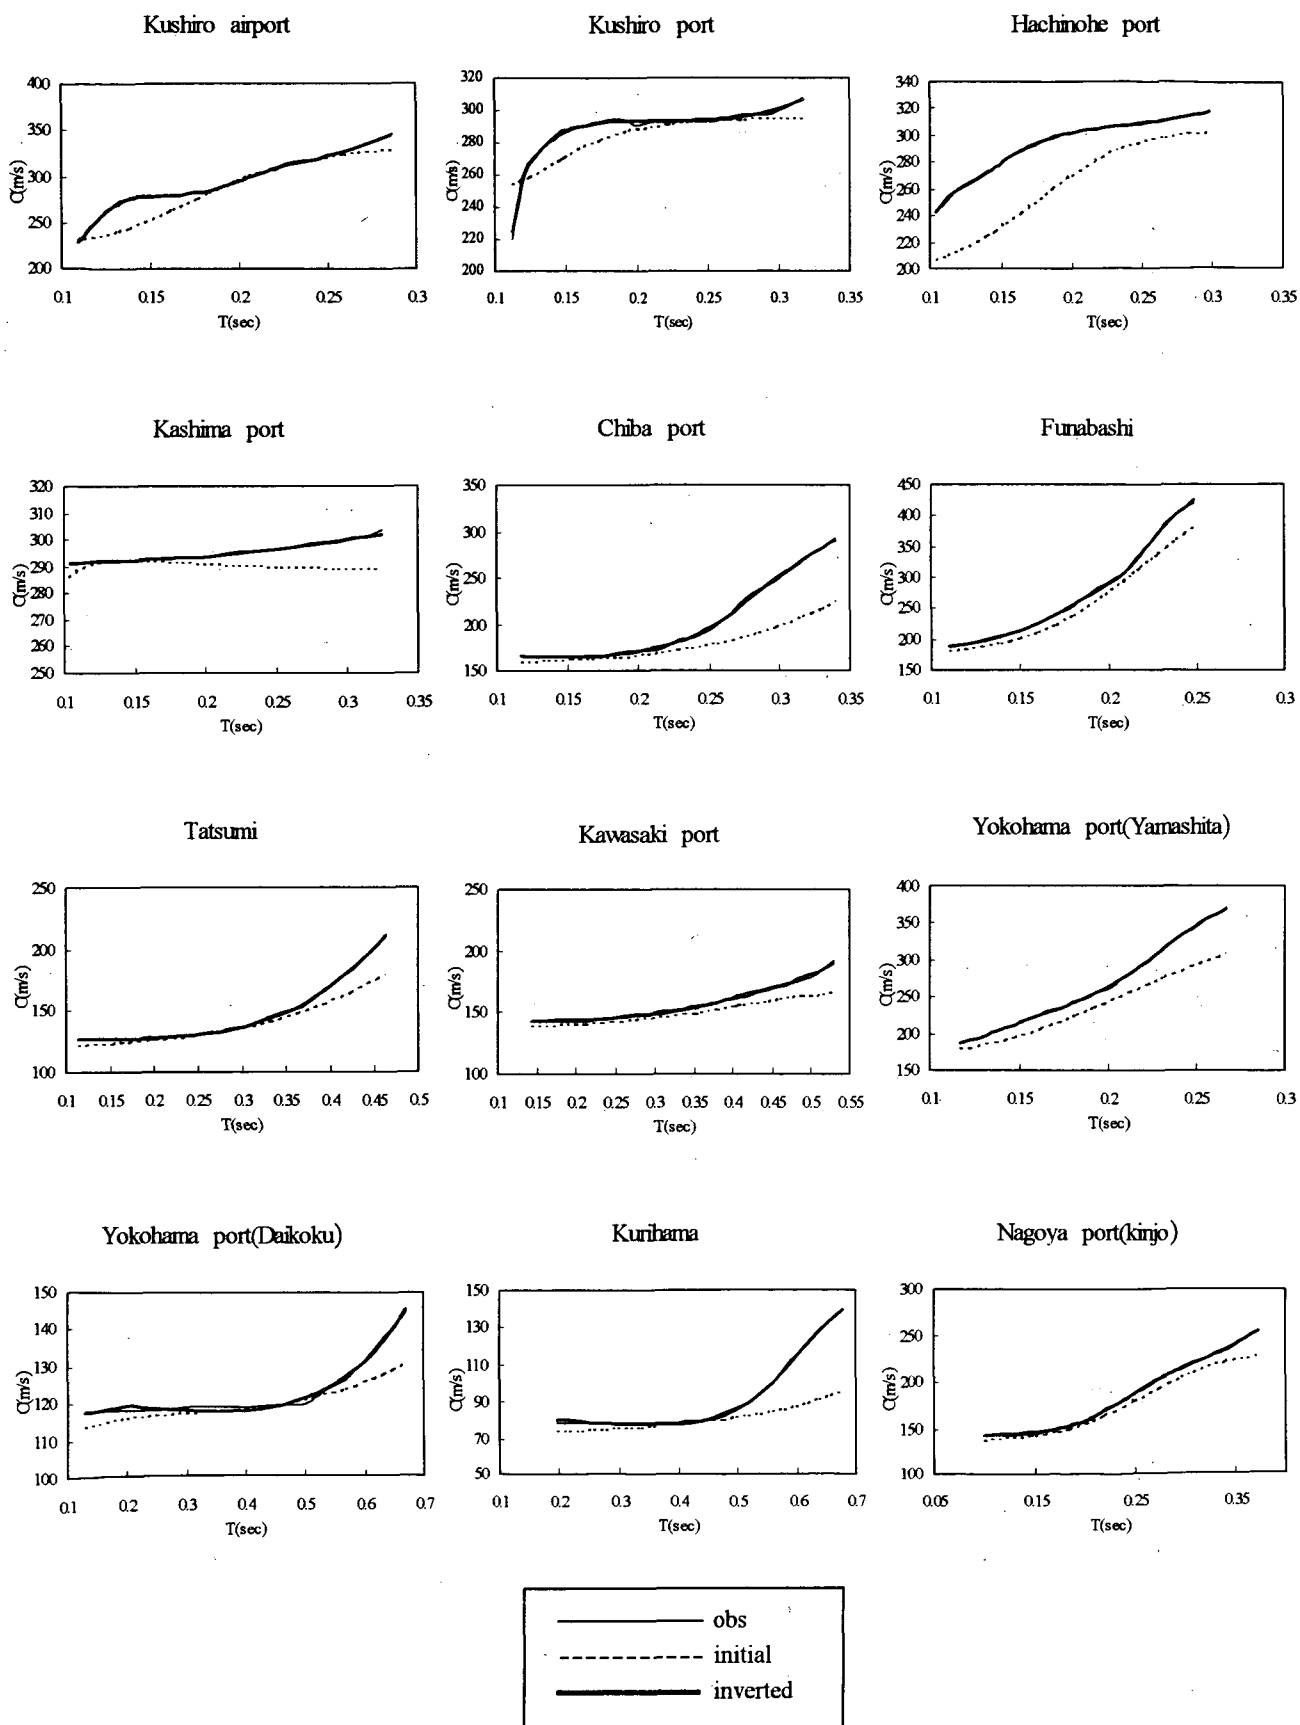 Kushiro airport
400
350
300
250
200
C(m/s)
0.1 0.15 0.2 0.25 0.3
T(sec)
Kushiro port
320
300
280
260
240
220
200
C(m/s)
0.1 0.15 0.2 0.25 0.3 0.35
T(sec)
Hachinohe port
340
320
300
280
260
240
220
200
C(m/s)
0.1 0.15 0.2 0.25 0.3 0.35
T(sec)
Kashima port
320
310
300
290
280
270
260
250
C(m/s)
0.1 0.15 0.2 0.25 0.3 0.35
T(sec)
Chiba port
350
300
250
200
150
C(m/s)
0.1 0.15 0.2 0.25 0.3 0.35
T(sec)
Funabashi
450
400
350
300
250
200
150
C(m/s)
0.1 0.15 0.2 0.25 0.3
T(sec)
Tatsumi
250
200
150
100
C(m/s)
0.1 0.15 0.2 0.25 0.3 0.35 0.4 0.45 0.5
T(sec)
Kawasaki port
250
200
150
100
C(m/s)
0.1 0.15 0.2 0.25 0.3 0.35 0.4 0.45 0.5 0.55
T(sec)
Yokohama port(Yamashita)
400
350
300
250
200
150
C(m/s)
0.1 0.15 0.2 0.25 0.3
T(sec)
Yokohama port(Daikoku)
150
140
130
120
110
100
C(m/s)
0.1 0.2 0.3 0.4 0.5 0.6 0.7
T(sec)
Kurihama
150
130
110
90
70
50
C(m/s)
0.1 0.2 0.3 0.4 0.5 0.6 0.7
T(sec)
Nagoya port(kinjo)
300
250
200
150
100
C(m/s)
0.05 0.15 0.25 0.35
T(sec)
obs
initial
inverted